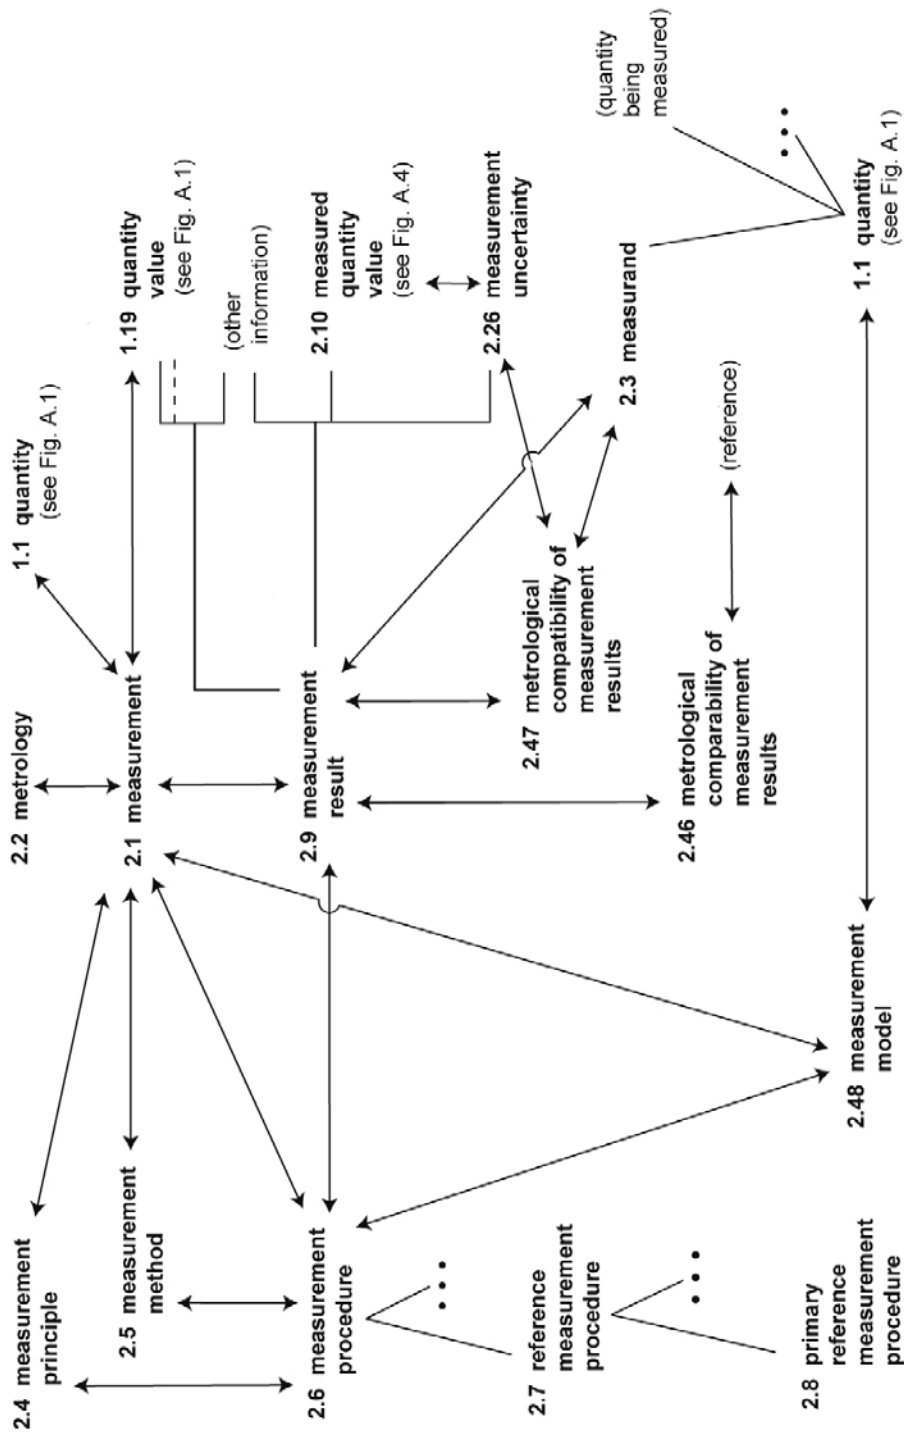 2.4 measurement
principle
2.2 metrology
1.1 quantity
(see Fig. A.1)
2.5 measurement
method
2.1 measurement
1.19 quantity
value
(see Fig. A.1)
(other
information)
2.6 measurement
procedure
2.9 measurement
result
2.10 measured
quantity
value
(see Fig. A.4)
2.26 measurement
uncertainty
2.7 reference
measurement
procedure
2.47 metrological
compatibility of
measurement
results
2.3 measurand
(quantity
being
measured)
2.46 metrological
comparability of
measurement
results
(reference)
2.8 primary
reference
measurement
procedure
2.48 measurement
model
1.1 quantity
(see Fig. A.1)